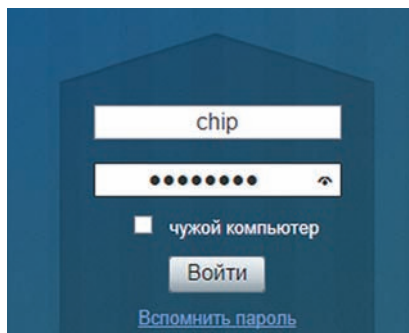 chip
●●●●●●●●
чужой компьютер
Войти
Вспомнить пароль